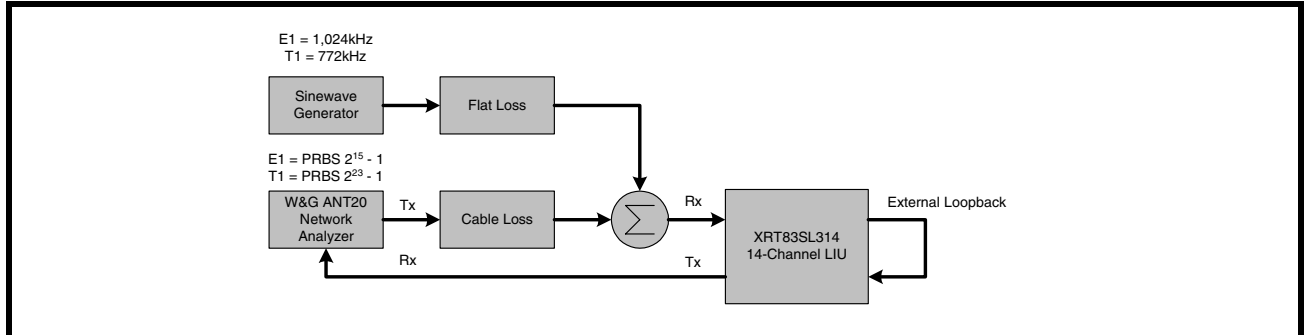 E1 = 1,024kHz
T1 = 772kHz
Sinewave
Generator
Flat Loss
E1 = PRBS 2¹⁵ - 1
T1 = PRBS 2²³ - 1
W&G ANT20
Network
Analyzer
Tx
Cable Loss
Σ
Rx
XRT83SL314
14-Channel LIU
External Loopback
Rx
Tx